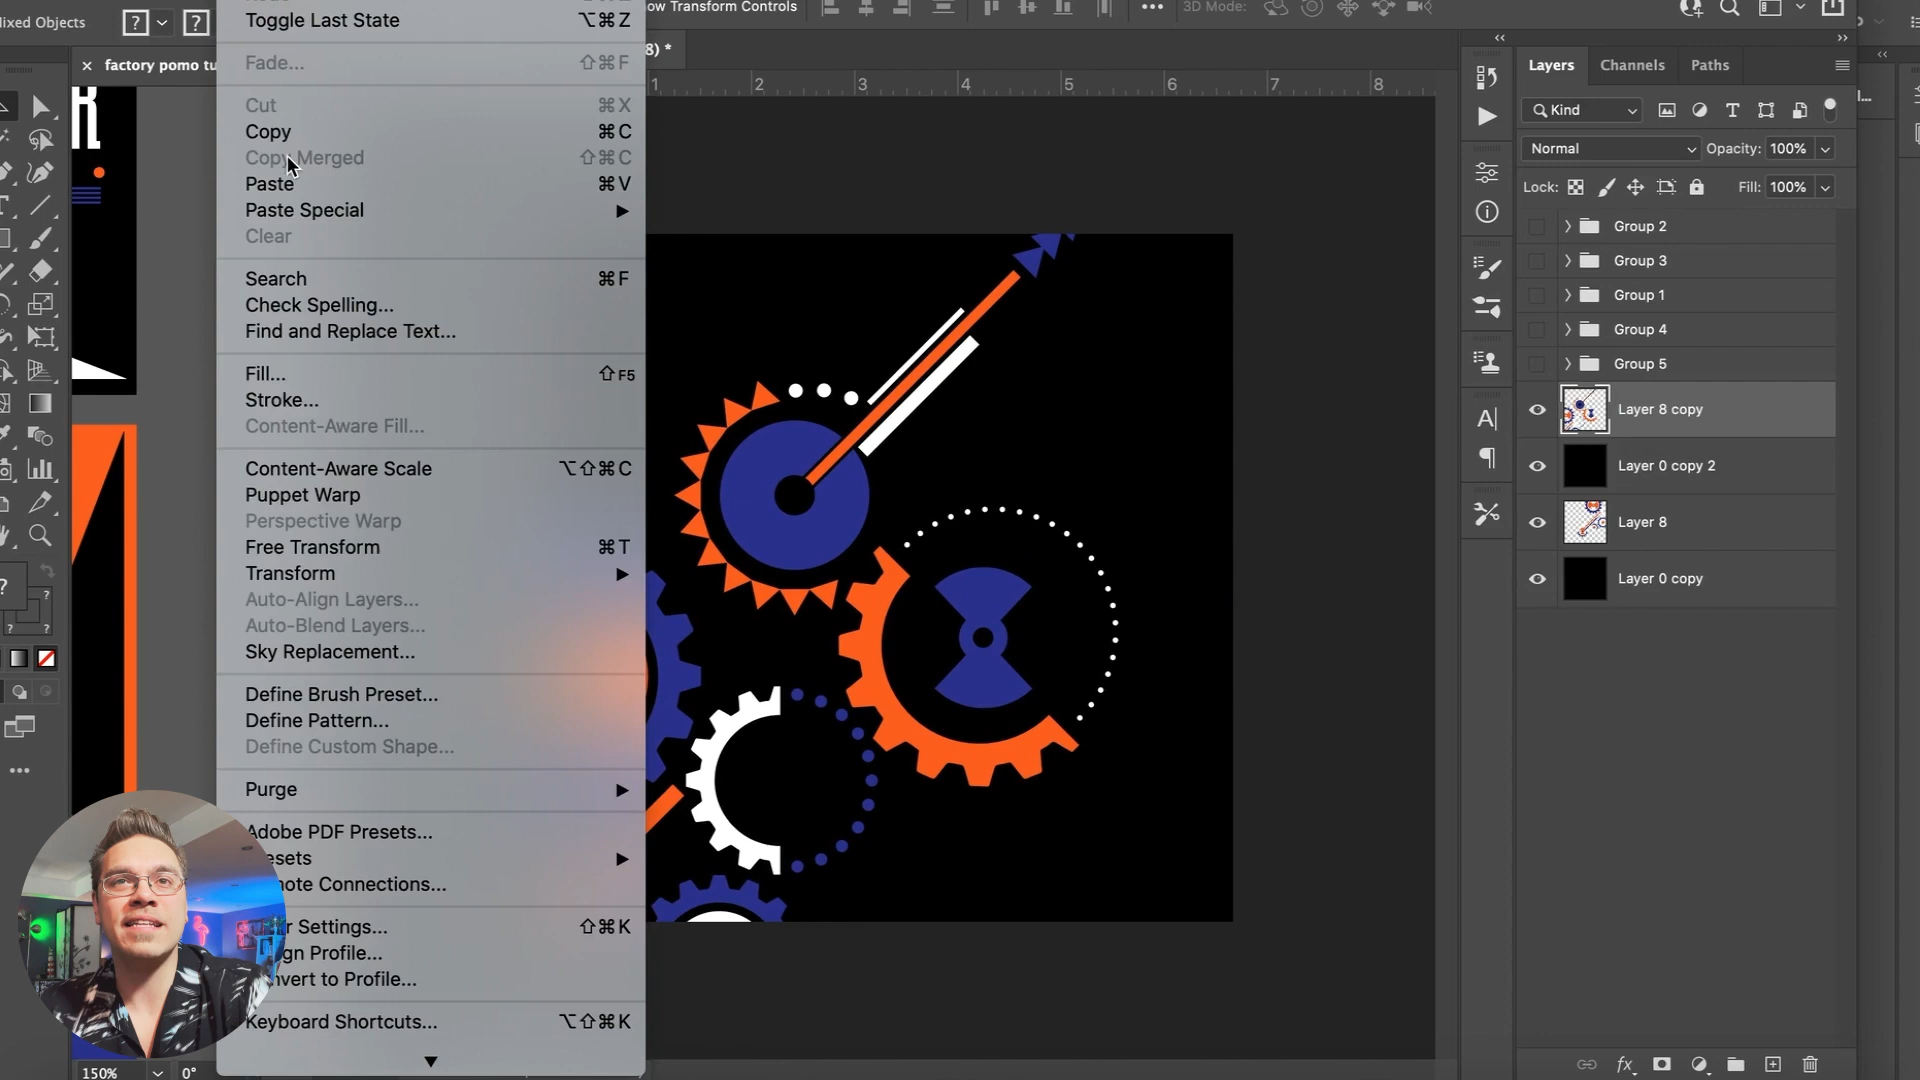 ixed Objects
?
?
Toggle Last State ⌥⌘Z
ow Transform Controls
3D Mode:
× factory pomo tu
8) *
Fade... ⇧⌘F
Cut ⌘X
Copy ⌘C
Copy Merged ⇧⌘C
Paste ⌘V
Paste Special
Clear
Search ⌘F
Check Spelling...
Find and Replace Text...
Fill... ⇧F5
Stroke...
Content-Aware Fill...
Content-Aware Scale ⌥⇧⌘C
Puppet Warp
Perspective Warp
Free Transform ⌘T
Transform
Auto-Align Layers...
Auto-Blend Layers...
Sky Replacement...
Define Brush Preset...
Define Pattern...
Define Custom Shape...
Purge
Adobe PDF Presets...
esets
note Connections...
r Settings... ⇧⌘K
gn Profile...
nvert to Profile...
Keyboard Shortcuts... ⌥⇧⌘K
150% 0°
1 2 3 4 5 6 7 8
R
Layers Channels Paths
Kind
Normal Opacity: 100%
Lock: Fill: 100%
Group 2
Group 3
Group 1
Group 4
Group 5
Layer 8 copy
Layer 0 copy 2
Layer 8
Layer 0 copy
fx